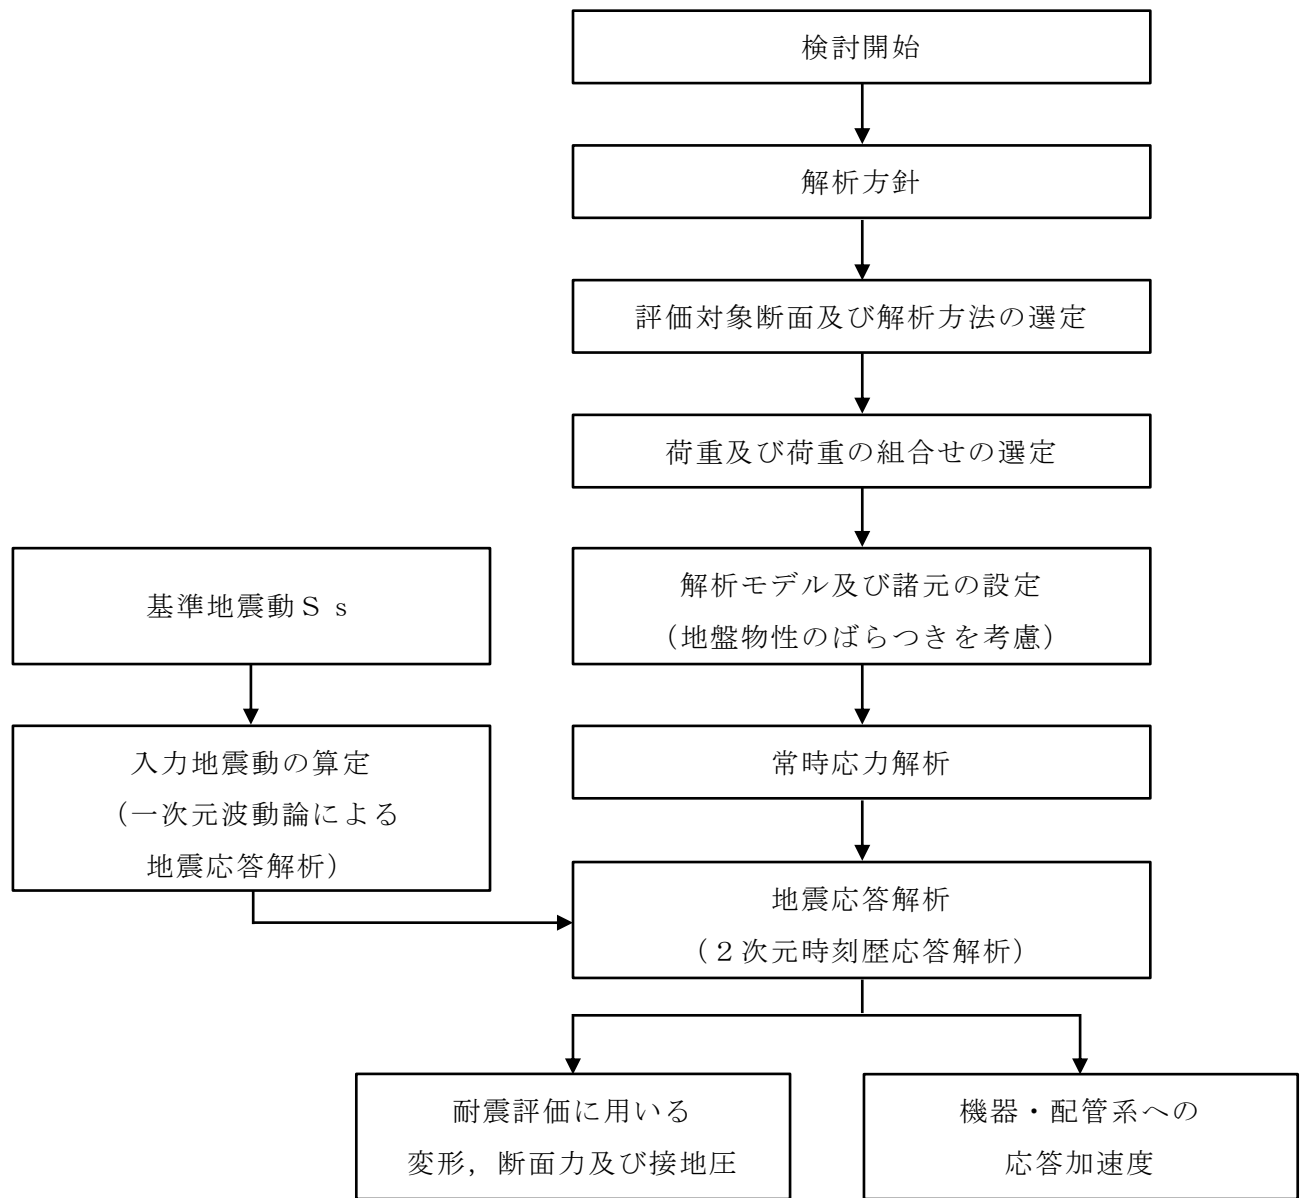 検討開始
解析方針
評価対象断面及び解析方法の選定
荷重及び荷重の組合せの選定
基準地震動Ｓｓ
解析モデル及び諸元の設定
（地盤物性のばらつきを考慮）
入力地震動の算定
（一次元波動論による
地震応答解析）
常時応力解析
地震応答解析
（２次元時刻歴応答解析）
耐震評価に用いる
変形，断面力及び接地圧
機器・配管系への
応答加速度